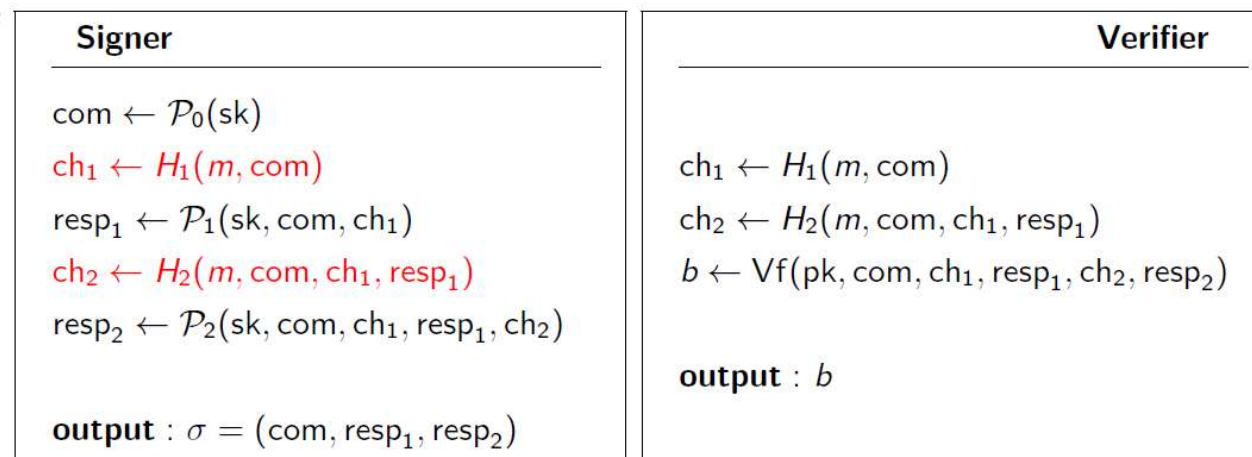 Signer
com ← 𝒫₀(sk)
ch₁ ← H₁(m, com)
resp₁ ← 𝒫₁(sk, com, ch₁)
ch₂ ← H₂(m, com, ch₁, resp₁)
resp₂ ← 𝒫₂(sk, com, ch₁, resp₁, ch₂)
output : σ = (com, resp₁, resp₂)
Verifier
ch₁ ← H₁(m, com)
ch₂ ← H₂(m, com, ch₁, resp₁)
b ← Vf(pk, com, ch₁, resp₁, ch₂, resp₂)
output : b